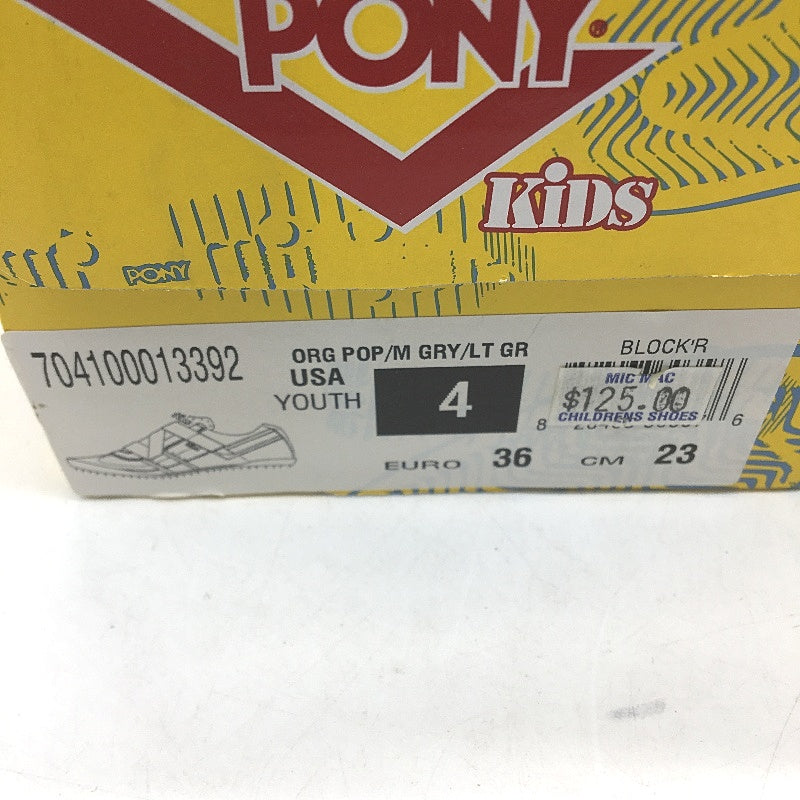 PONY®
KiDS
PONY
704100013392
ORG POP/M GRY/LT GR
USA
YOUTH
4
EURO 36
CM 23
BLOCK'R
MIC MAC
$125.00
CHILDRENS SHOES
8
6